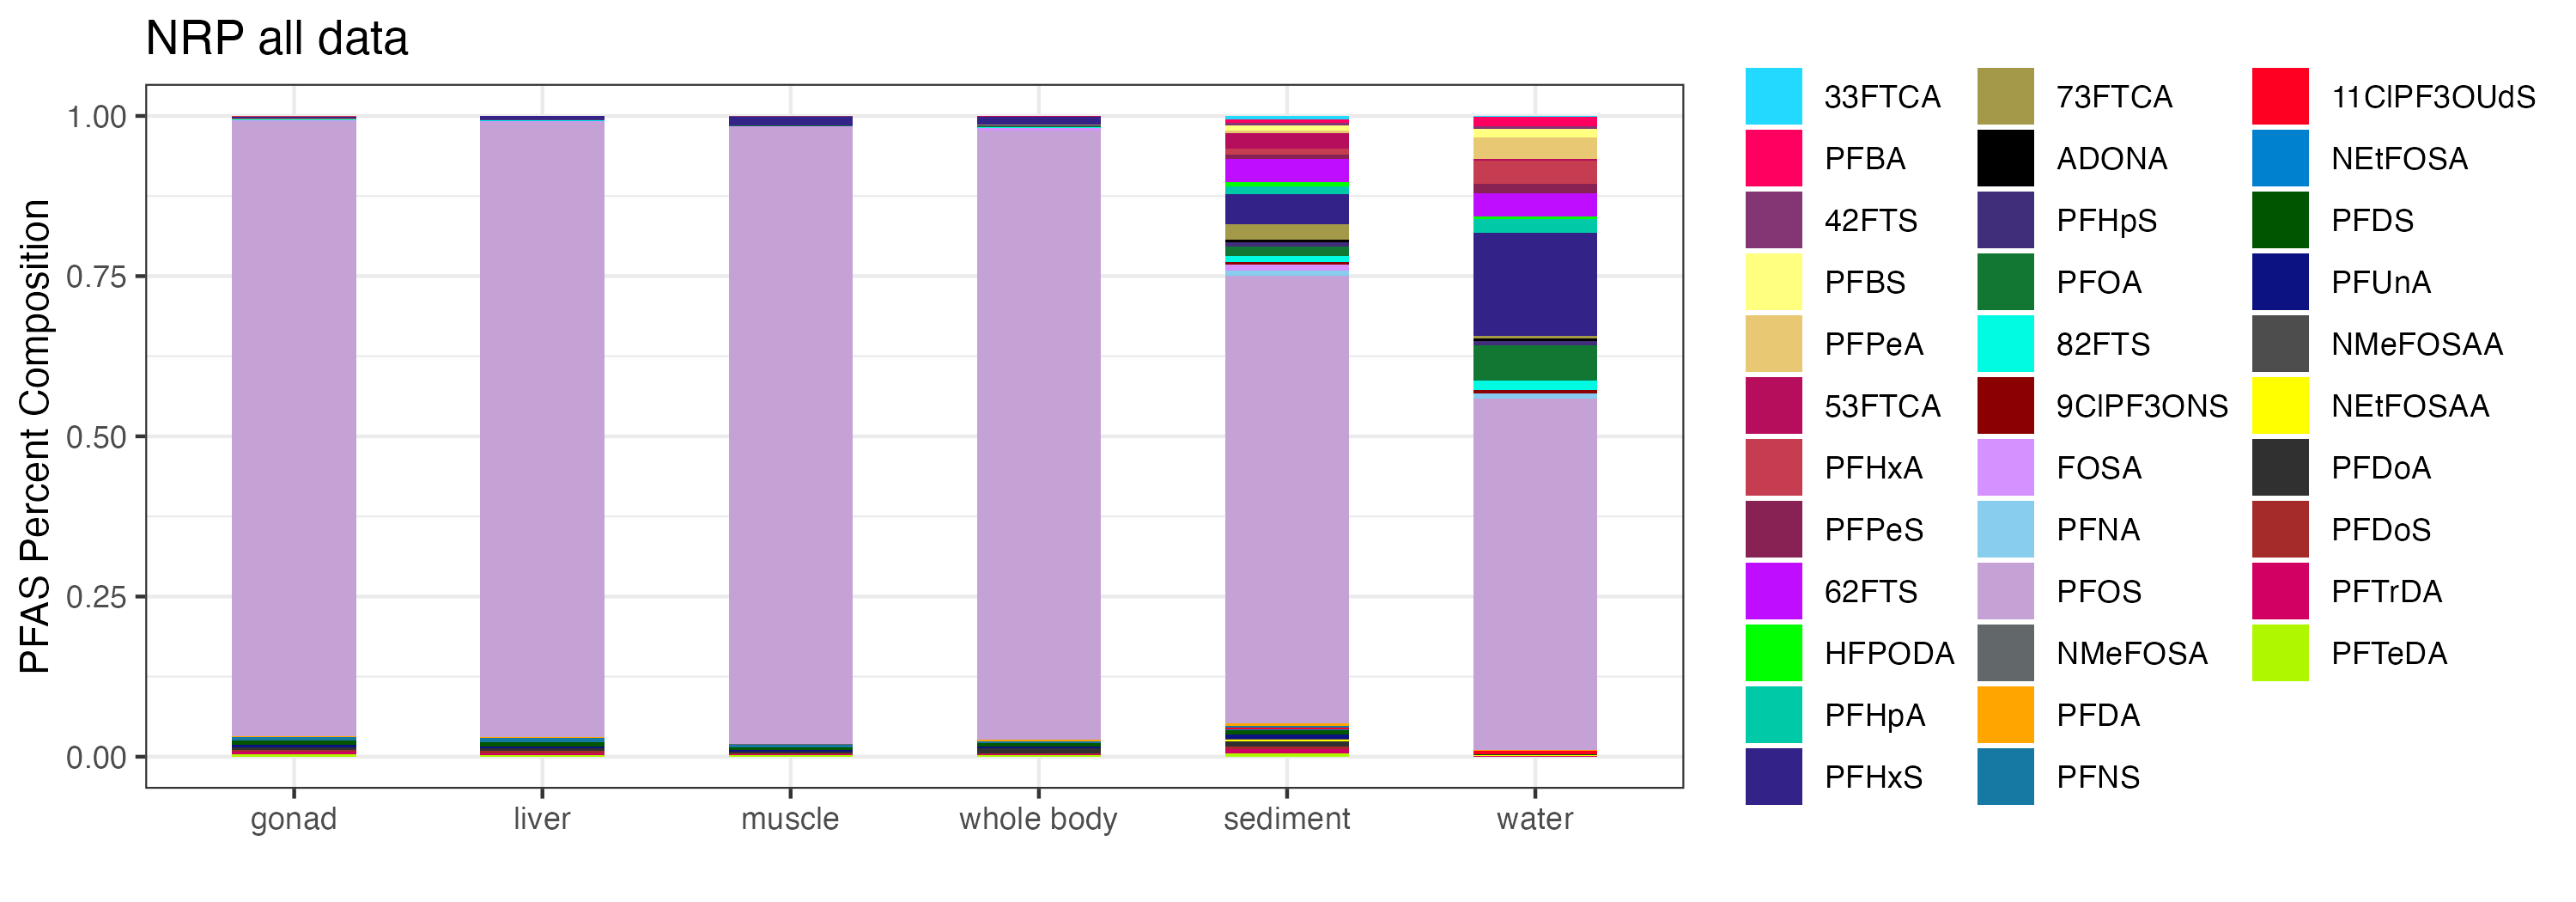 NRP all data
PFAS Percent Composition
1.00
0.75
0.50
0.25
0.00
gonad
liver
muscle
whole body
sediment
water
33FTCA
PFBA
42FTS
PFBS
PFPeA
53FTCA
PFHxA
PFPeS
62FTS
HFPODA
PFHpA
PFHxS
73FTCA
ADONA
PFHpS
PFOA
82FTS
9ClPF3ONS
FOSA
PFNA
PFOS
NMeFOSA
PFDA
PFNS
11ClPF3OUdS
NEtFOSA
PFDS
PFUnA
NMeFOSAA
NEtFOSAA
PFDoA
PFDoS
PFTrDA
PFTeDA